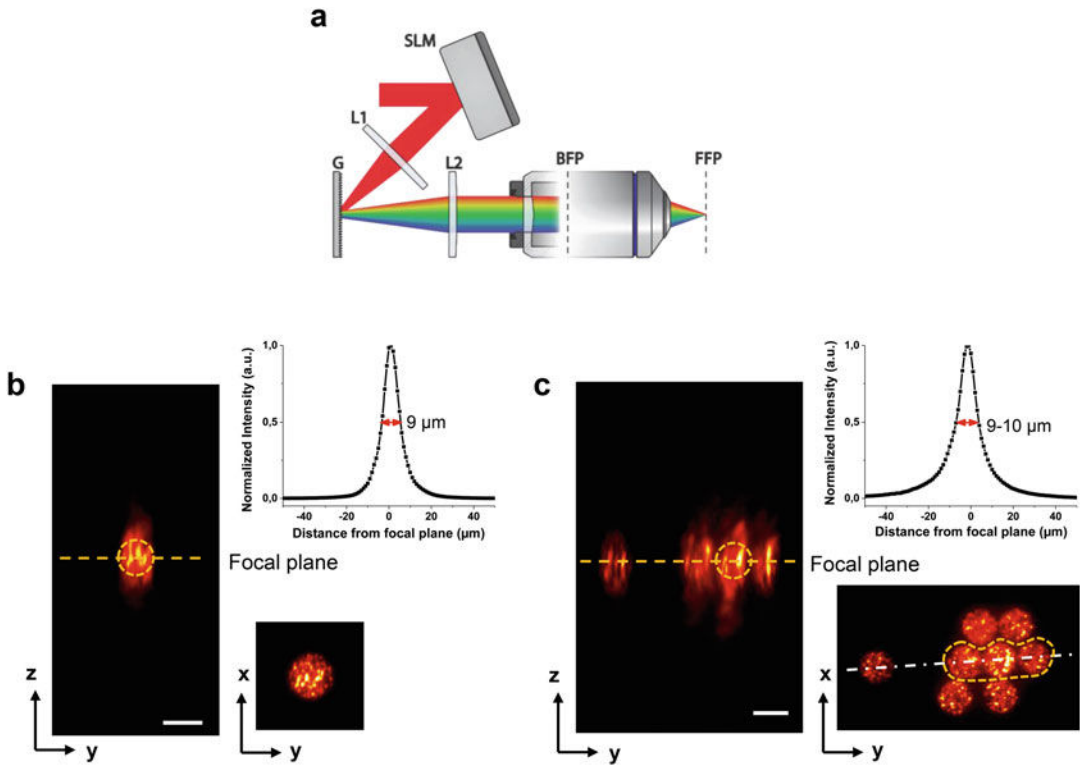 a
SLM
L1
G
L2
BFP
FFP
b
Normalized Intensity (a.u.)
1,0
0,5
0,0
9 µm
-40 -20 0 20 40
Distance from focal plane (µm)
Focal plane
z
y
x
y
c
Normalized Intensity (a.u.)
1,0
0,5
0,0
9-10 µm
-40 -20 0 20 40
Distance from focal plane (µm)
Focal plane
z
y
x
y